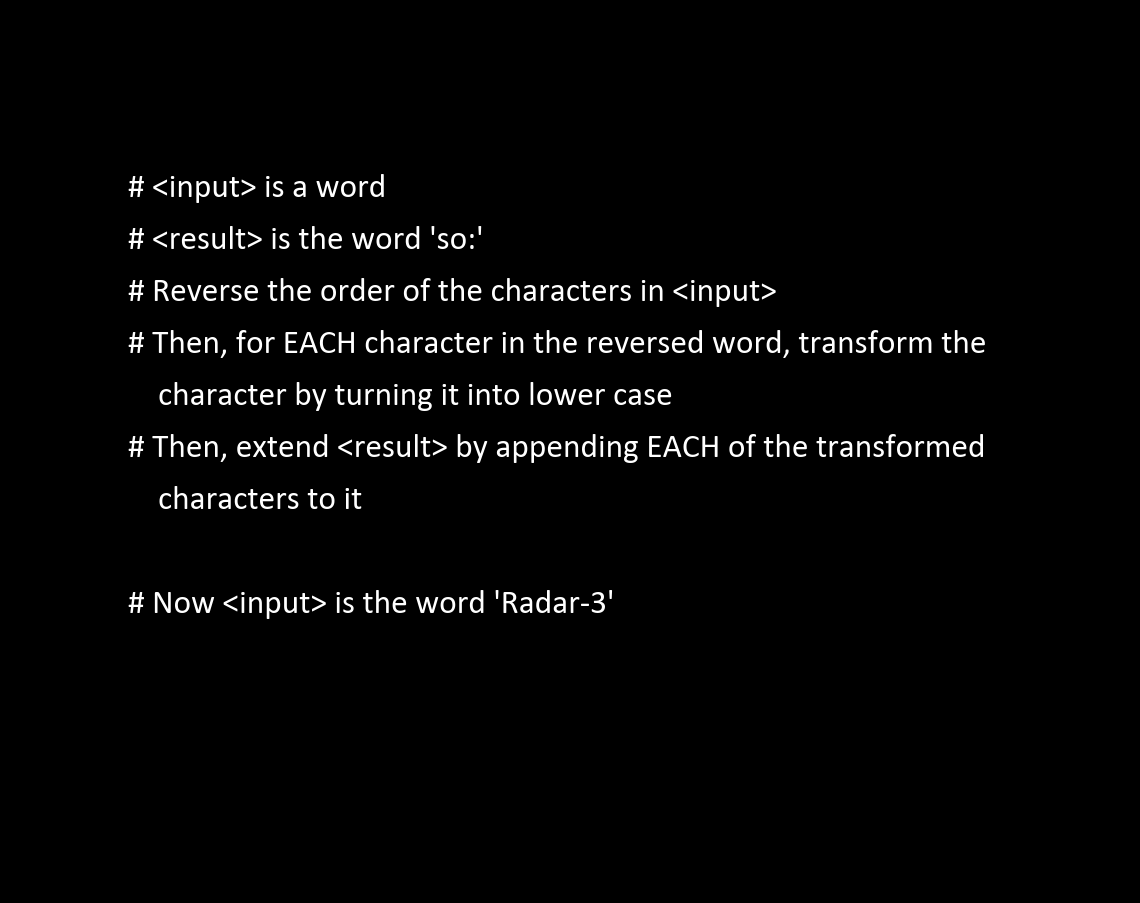 # <input> is a word
# <result> is the word 'so:'
# Reverse the order of the characters in <input>
# Then, for EACH character in the reversed word, transform the
character by turning it into lower case
# Then, extend <result> by appending EACH of the transformed
characters to it
# Now <input> is the word 'Radar-3'